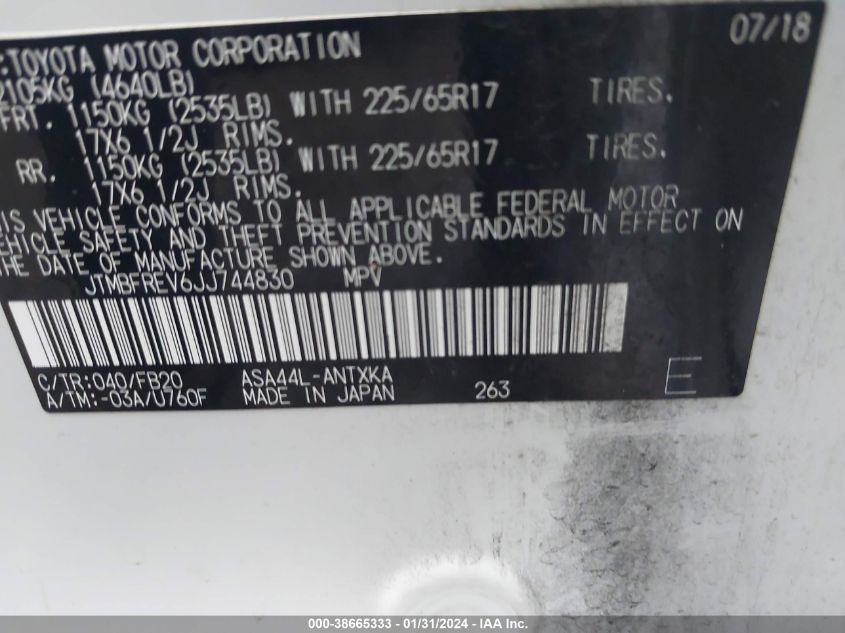 :TOYOTA MOTOR CORPORATION 07/18
2105KG (4640LB)
FRT. 1150KG (2535LB) WITH 225/65R17 TIRES.
17X6 1/2J RIMS.
RR. 1150KG (2535LB) WITH 225/65R17 TIRES.
17X6 1/2J RIMS.
IS VEHICLE CONFORMS TO ALL APPLICABLE FEDERAL MOTOR
EHICLE SAFETY AND THEFT PREVENTION STANDARDS IN EFFECT ON
THE DATE OF MANUFACTURE SHOWN ABOVE.
JTMBFREV6JJ744830 MPV
C/TR:040/FB20 ASA44L-ANTXKA
A/TM:-03A/U760F MADE IN JAPAN 263 E
000-38665333 - 01/31/2024 - IAA Inc.